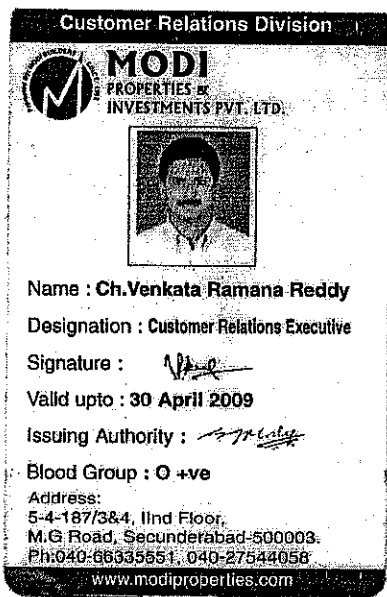 Customer Relations Division
MODI
PROPERTIES &
INVESTMENTS PVT. LTD.
Name : Ch.Venkata Ramana Reddy
Designation : Customer Relations Executive
Signature :
Valid upto : 30 April 2009
Issuing Authority :
Blood Group : O +ve
Address:
5-4-187/3&4, IInd Floor,
M.G Road, Secunderabad-500003.
Ph:040-66335551, 040-27544058
www.modiproperties.com